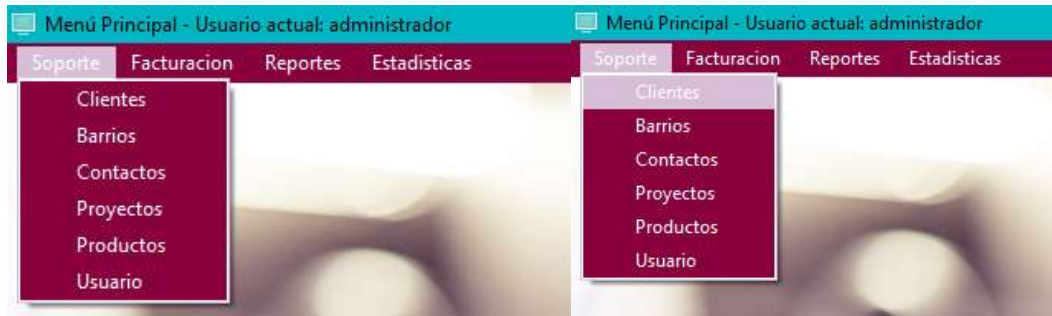 Menú Principal - Usuario actual: administrador
Soporte Facturacion Reportes Estadisticas
Clientes
Barrios
Contactos
Proyectos
Productos
Usuario
Menú Principal - Usuario actual: administrador
Soporte Facturacion Reportes Estadisticas
Clientes
Barrios
Contactos
Proyectos
Productos
Usuario